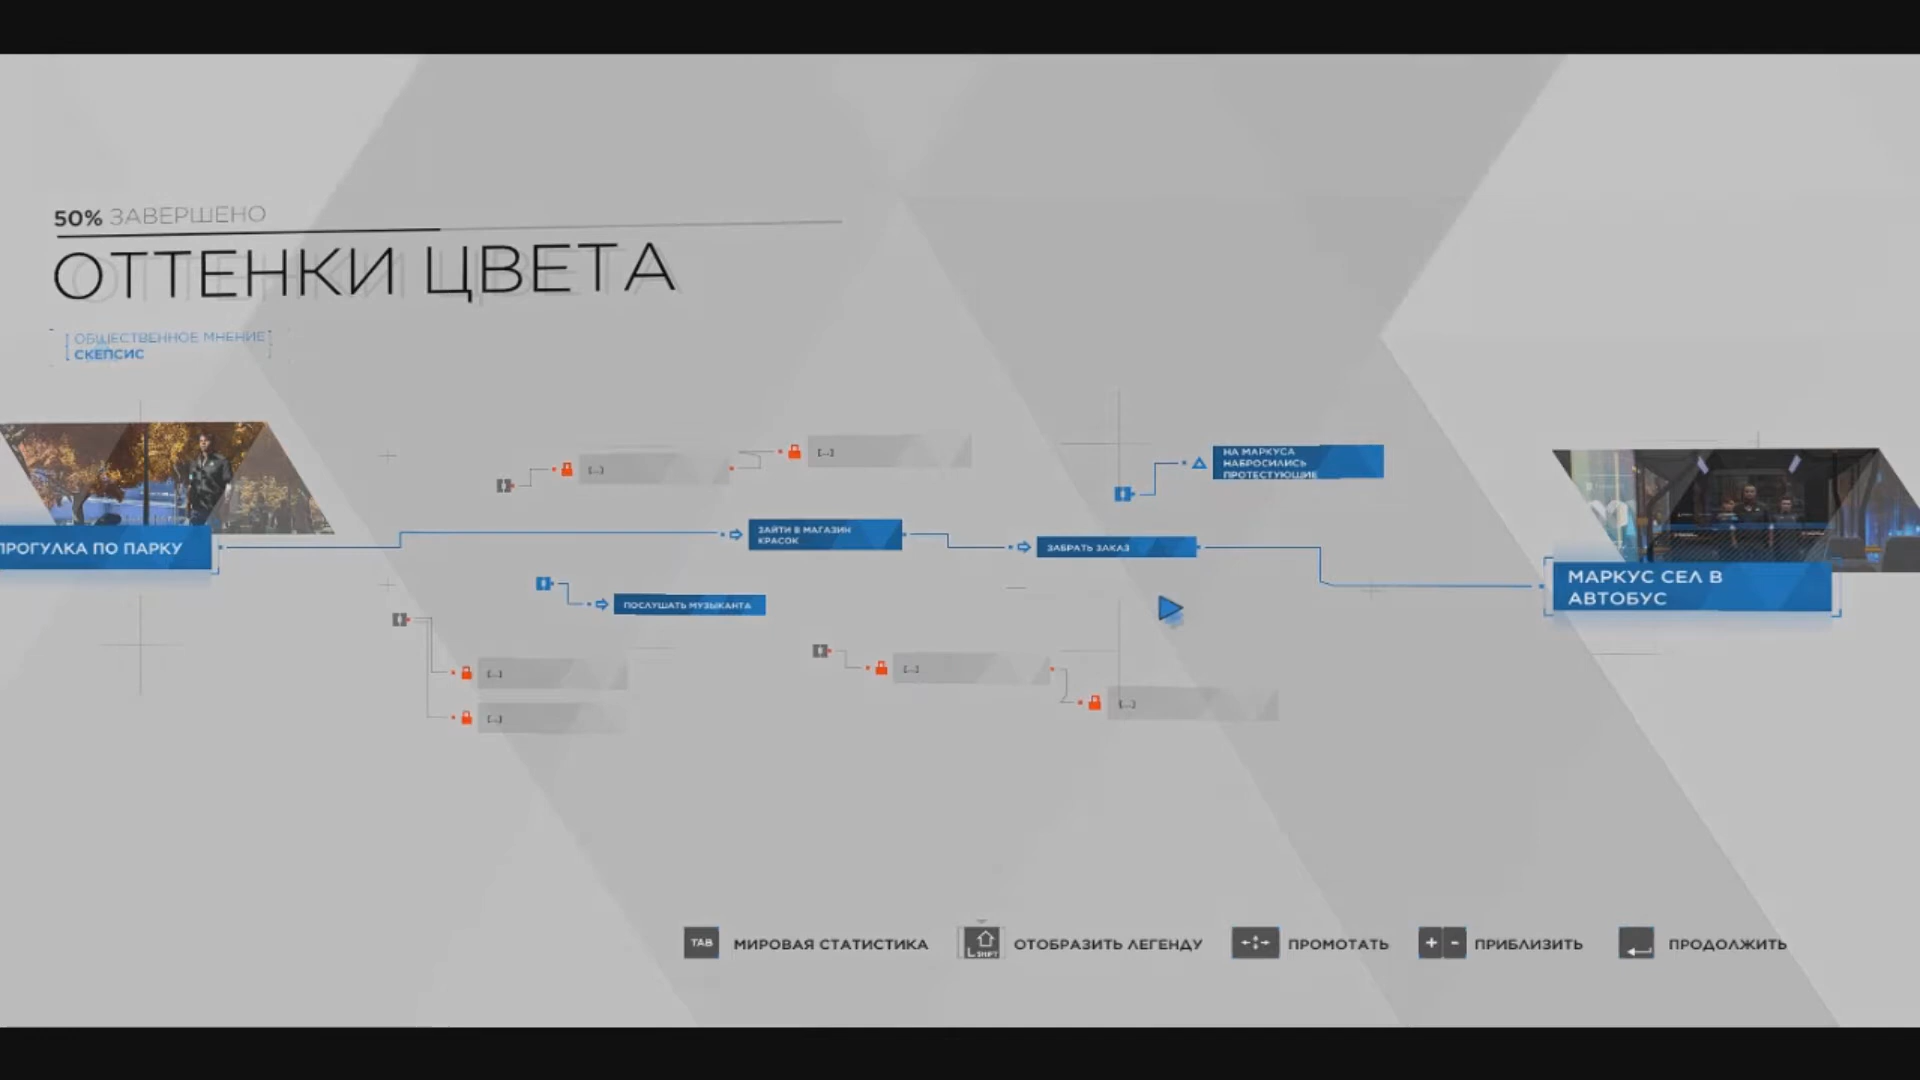 50% ЗАВЕРШЕНО
ОТТЕНКИ ЦВЕТА
ОБЩЕСТВЕННОЕ МНЕНИЕ
СКЕПСИС
[...]
[...]
НА МАРКУСА
НАБРОСИЛИСЬ
ПРОТЕСТУЮЩИЕ
ПРОГУЛКА ПО ПАРКУ
ЗАЙТИ В МАГАЗИН
КРАСОК
ЗАБРАТЬ ЗАКАЗ
МАРКУС СЕЛ В
АВТОБУС
ПОСЛУШАТЬ МУЗЫКАНТА
[...]
[...]
[...]
[...]
TAB МИРОВАЯ СТАТИСТИКА
L SHIFT ОТОБРАЗИТЬ ЛЕГЕНДУ
ПРОМОТАТЬ
+ - ПРИБЛИЗИТЬ
ПРОДОЛЖИТЬ